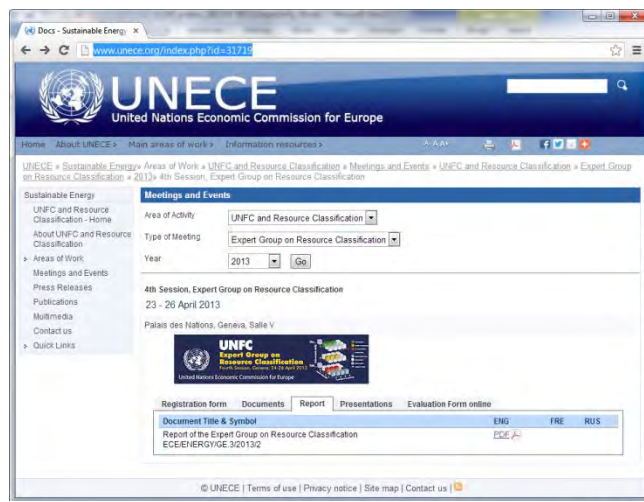 Docs - Sustainable Energy
www.unece.org/index.php?id=31719
UNECE
United Nations Economic Commission for Europe
Home About UNECE > Main areas of work > Information resources >
UNECE » Sustainable Energy » Areas of Work » UNFC and Resource Classification » Meetings and Events » UNFC and Resource Classification » Expert Group
on Resource Classification » 2013 » 4th Session, Expert Group on Resource Classification
Sustainable Energy
UNFC and Resource
Classification - Home
About UNFC and Resource
Classification
Areas of Work
Meetings and Events
Press Releases
Publications
Multimedia
Contact us
Quick Links
Meetings and Events
Area of Activity
UNFC and Resource Classification
Type of Meeting
Expert Group on Resource Classification
Year
2013
Go
4th Session, Expert Group on Resource Classification
23 - 26 April 2013
Palais des Nations, Geneva, Salle V
UNFC
Expert Group on
Resource Classification
United Nations Economic Commission for Europe
Registration form Documents Report Presentations Evaluation Form online
Document Title & Symbol ENG FRE RUS
Report of the Expert Group on Resource Classification PDF
ECE/ENERGY/GE.3/2013/2
© UNECE | Terms of use | Privacy notice | Site map | Contact us |